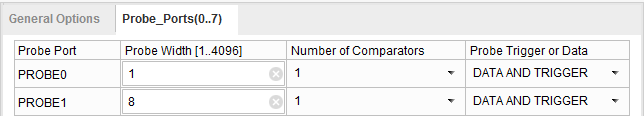 General Options Probe_Ports(0..7)
Probe Port Probe Width [1..4096] Number of Comparators Probe Trigger or Data
PROBE0 1 1 DATA AND TRIGGER
PROBE1 8 1 DATA AND TRIGGER